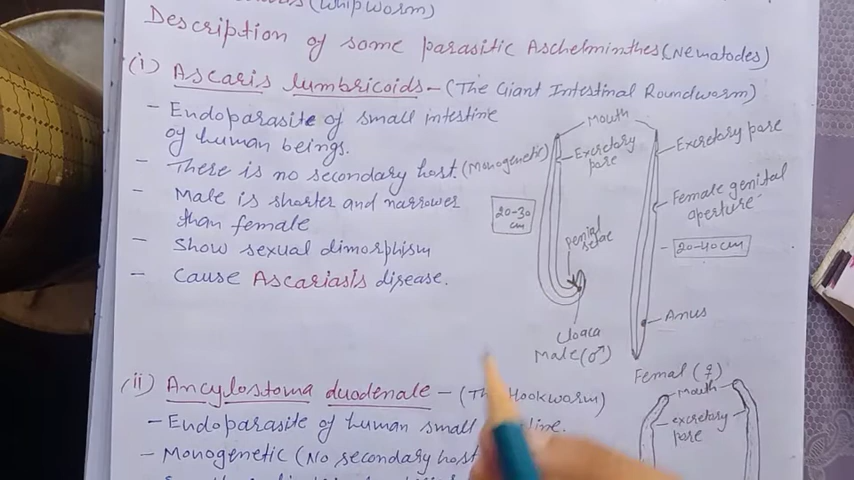 (Whipworm)
Description of some parasitic Aschelminthes (Nematodes)
(i) Ascaris lumbricoids - (The Giant Intestinal Roundworm)
- Endoparasite of small intestine
of human beings.
- There is no secondary host. (Monogenetic)
- Male is shorter and narrower
than female
- Show sexual dimorphism
- Cause Ascariasis disease.
Mouth
Excretory
pore
Excretory pore
Female genital
aperture
20-30
cm
20-40 cm
penial
setae
Anus
Cloaca
Male (♂)
Femal (♀)
(ii) Ancylostoma duodenale - (The Hookworm)
- Endoparasite of human small
- Monogenetic (No secondary host
Mouth
excretory
pore